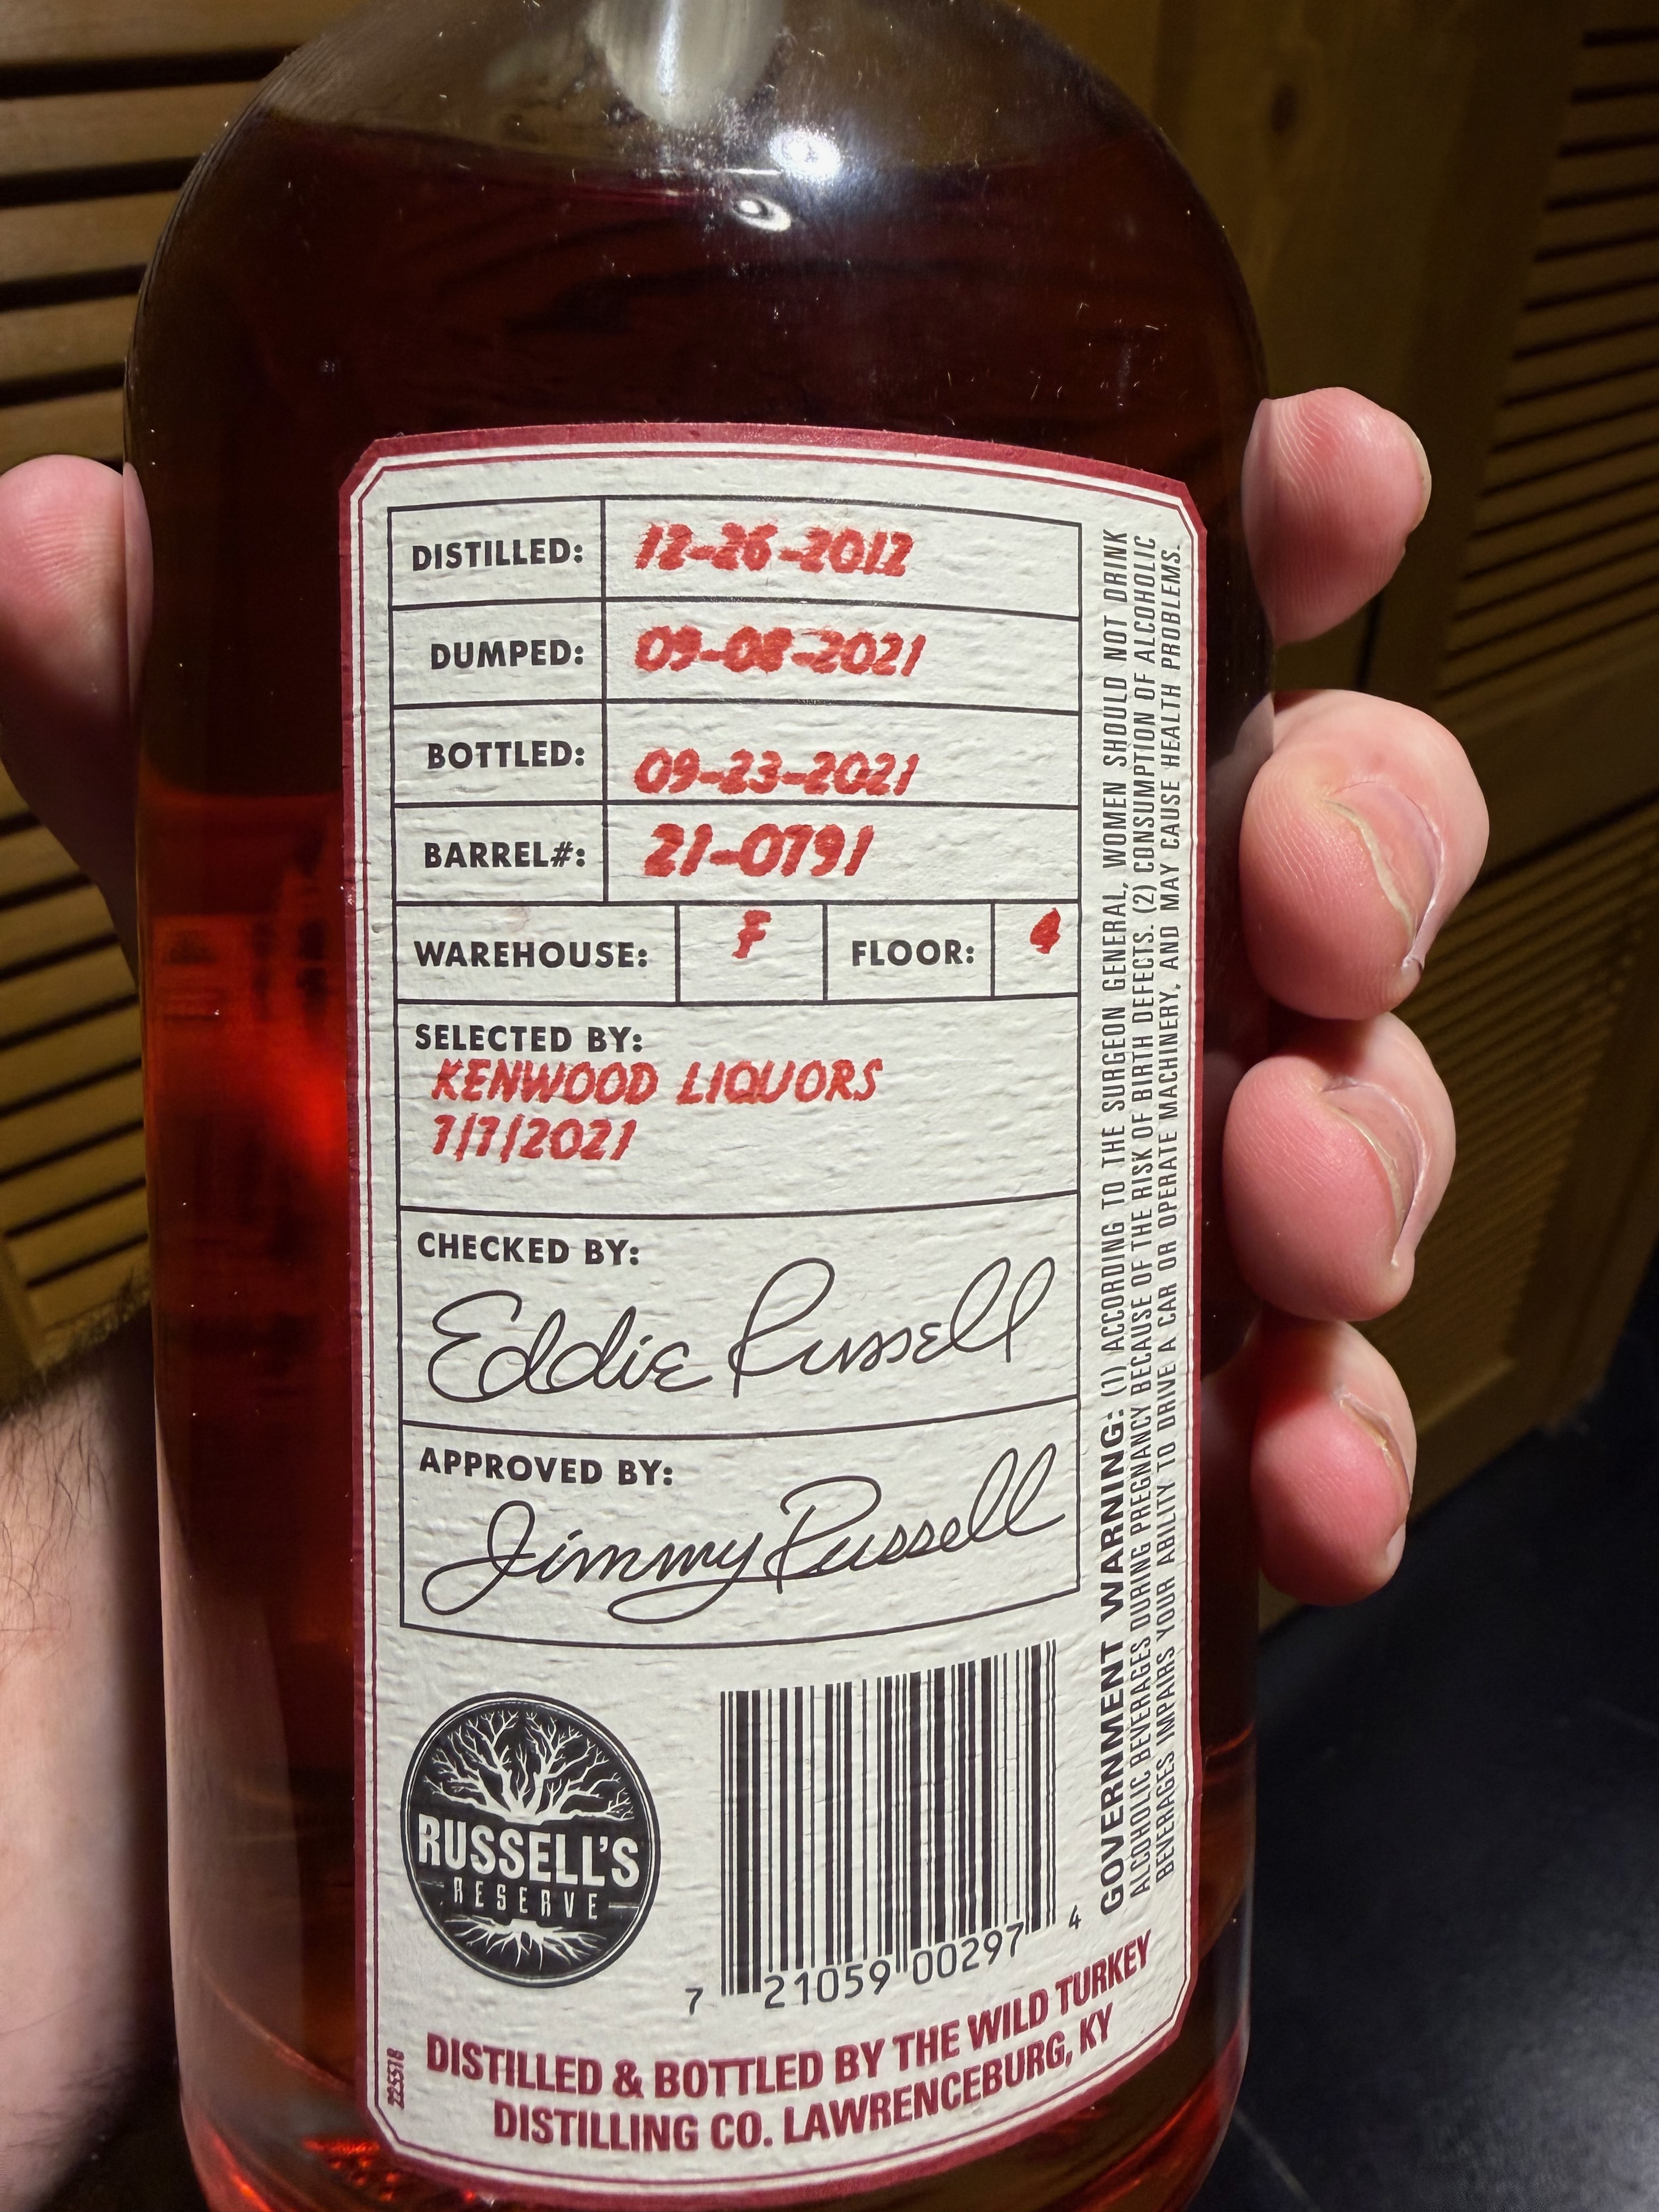 DISTILLED: 12-26-2012
DUMPED: 09-08-2021
BOTTLED: 09-23-2021
BARREL#: 21-0791
WAREHOUSE: F FLOOR: 4
SELECTED BY:
KENWOOD LIQUORS
7/7/2021
CHECKED BY:
Eddie Russell
APPROVED BY:
Jimmy Russell
RUSSELL'S
RESERVE
7 21059 00297 4
GOVERNMENT WARNING: (1) ACCORDING TO THE SURGEON GENERAL, WOMEN SHOULD NOT DRINK
ALCOHOLIC BEVERAGES DURING PREGNANCY BECAUSE OF THE RISK OF BIRTH DEFECTS. (2) CONSUMPTION OF ALCOHOLIC
BEVERAGES IMPAIRS YOUR ABILITY TO DRIVE A CAR OR OPERATE MACHINERY, AND MAY CAUSE HEALTH PROBLEMS.
225518
DISTILLED & BOTTLED BY THE WILD TURKEY
DISTILLING CO. LAWRENCEBURG, KY